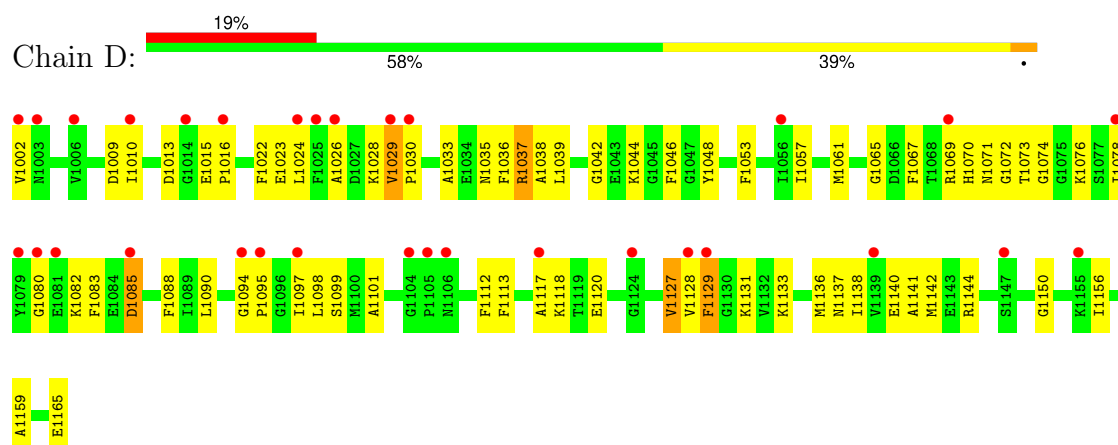 19%
Chain D:
58% 39% •
V1002 N1003 V1006 D1009 I1010 D1013 G1014 E1015 P1016 F1022 E1023 L1024 F1025 A1026 D1027 K1028 V1029 P1030 A1033 E1034 N1035 F1036 R1037 A1038 L1039 G1042 E1043 K1044 G1045 F1046 G1047 Y1048 F1053 I1056 I1057 M1061 G1065 D1066 F1067 T1068 R1069 H1070 N1071 G1072 T1073 G1074 G1075 K1076 S1077 I1078
Y1079 G1080 E1081 K1082 F1083 E1084 D1085 F1088 I1089 L1090 G1094 P1095 G1096 I1097 L1098 S1099 M1100 A1101 G1104 P1105 N1106 F1112 F1113 A1117 K1118 T1119 E1120 G1124 V1127 V1128 F1129 G1130 K1131 V1132 K1133 M1136 N1137 I1138 V1139 E1140 A1141 M1142 E1143 R1144 S1147 G1150 K1155 I1156
A1159 E1165